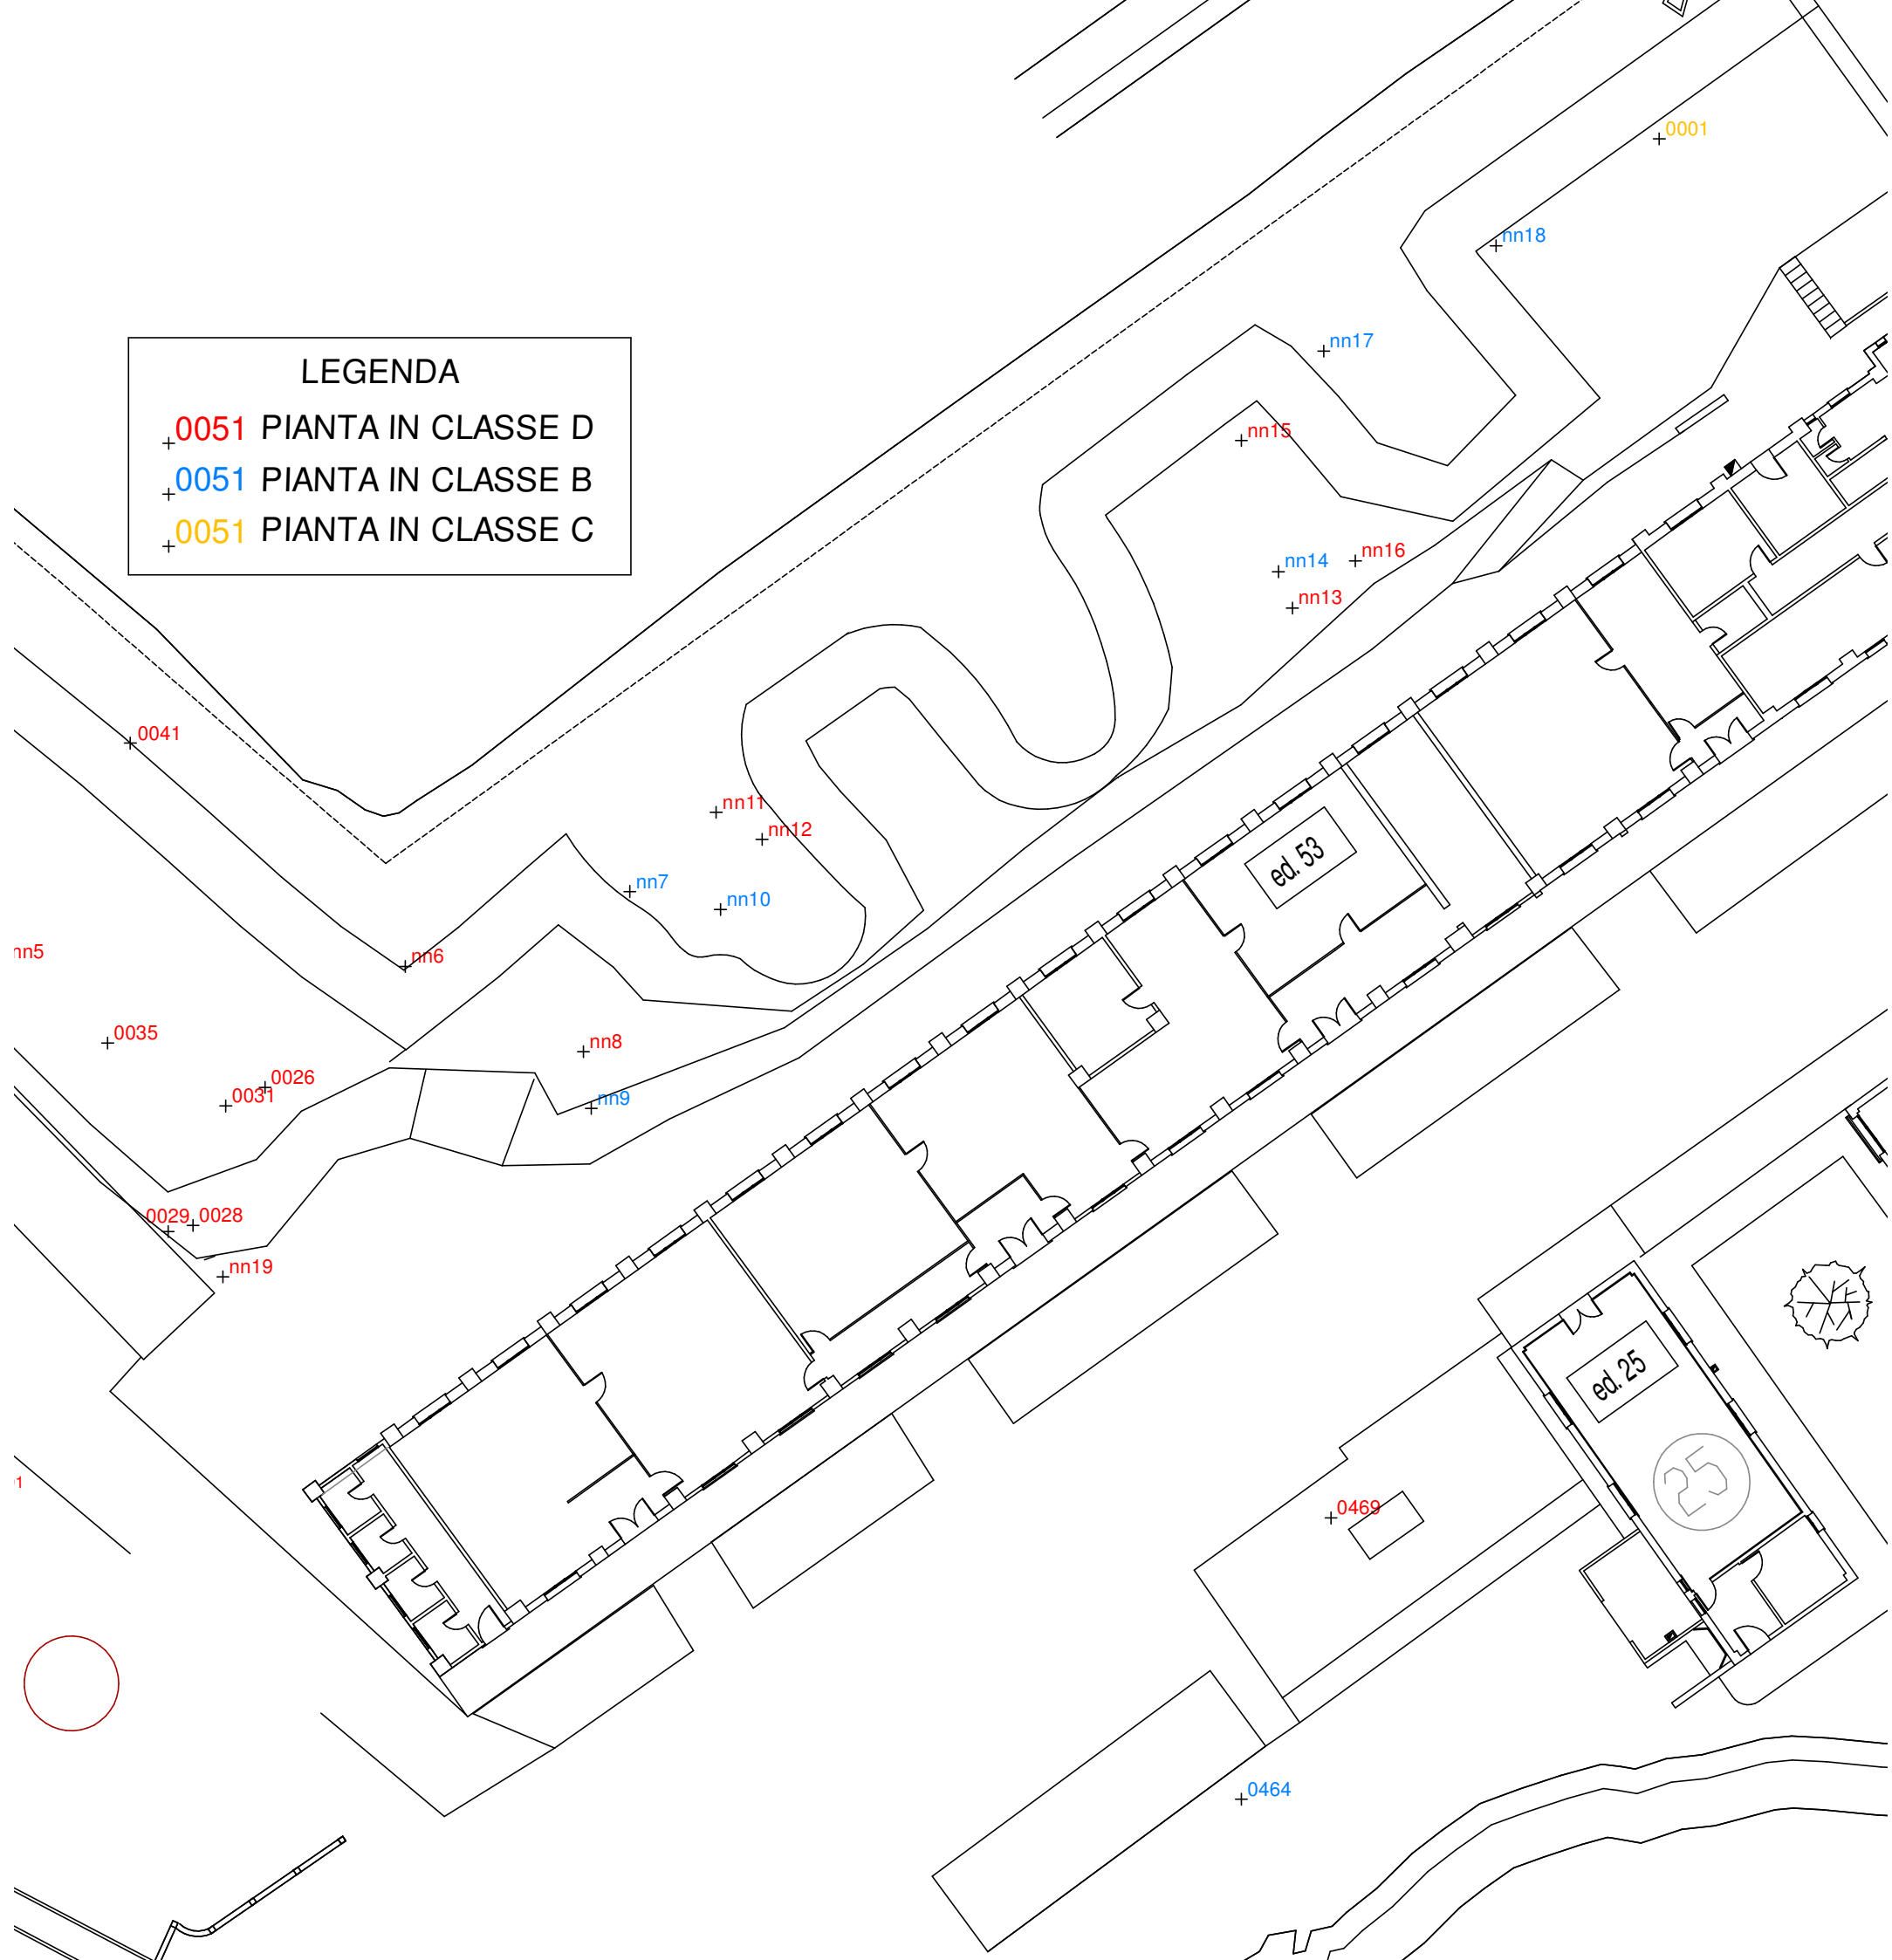 0001
nn18
nn17
LEGENDA
0051 PIANTA IN CLASSE D
0051 PIANTA IN CLASSE B
0051 PIANTA IN CLASSE C
nn15
nn16
nn14
nn13
0041
nn11
nn12
ed. 53
nn7
nn10
nn5
nn6
0035
nn8
0026
0031
nn9
0029
0028
nn19
ed. 25
25
0469
0464